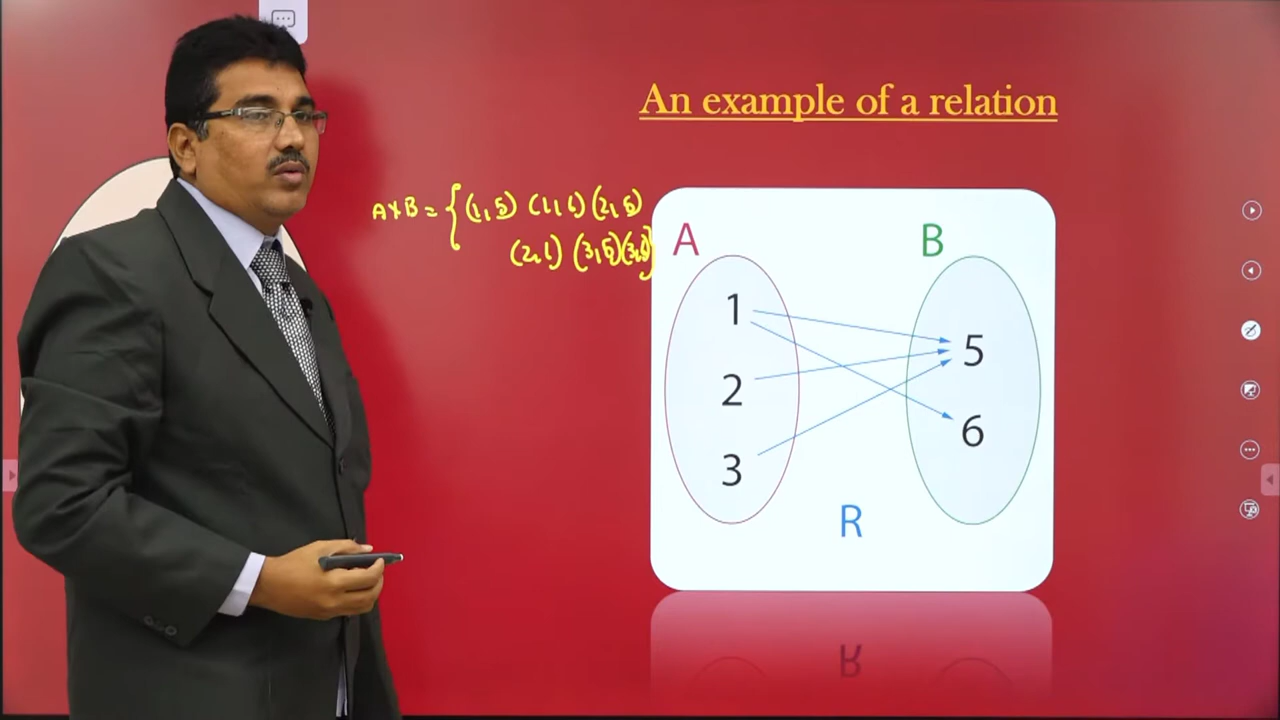 An example of a relation
A×B = { (1,5) (1,6) (2,5)
(2,6) (3,5) (3,6) }
A B
1
5
2
6
3
R